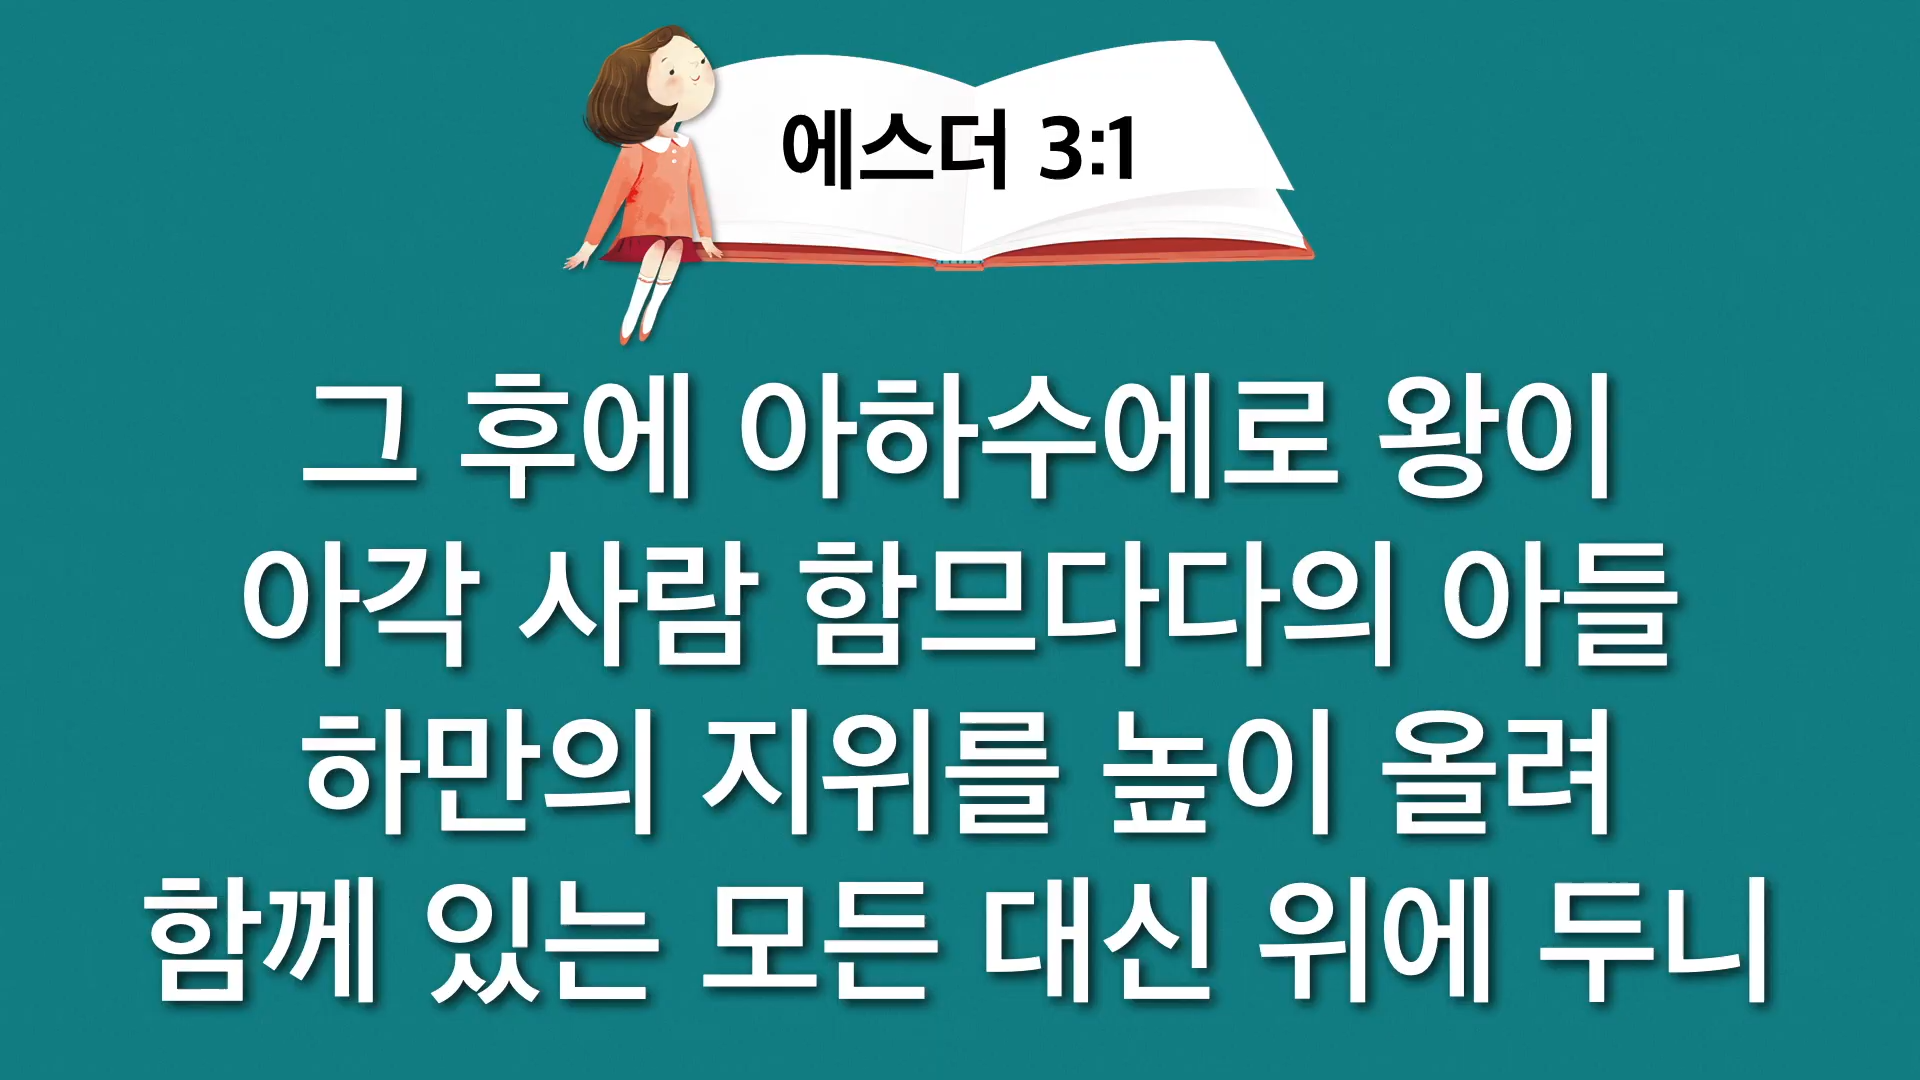 에스더 3:1
그 후에 아하수에로 왕이
아각 사람 함므다다의 아들
하만의 지위를 높이 올려
함께 있는 모든 대신 위에 두니